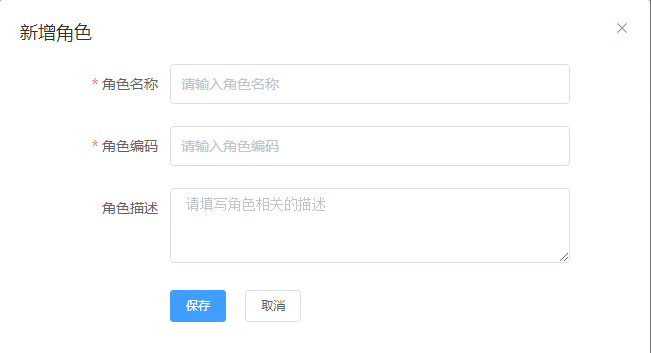 新增角色
* 角色名称 请输入角色名称
* 角色编码 请输入角色编码
角色描述 请填写角色相关的描述
保存 取消